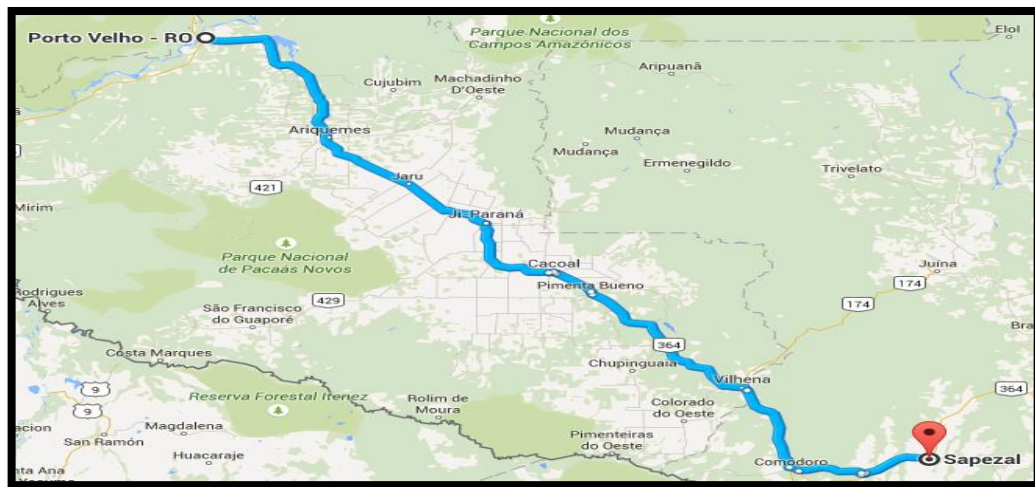 Porto Velho - RO
Parque Nacional dos
Campos Amazônicos
Elol
Aripuanã
Cujubim
Machadinho
D'Oeste
Ariquemes
Mudança
Mudança
Ermenegildo
Trivelato
Jaru
421
Mirim
Ji-Paraná
Parque Nacional
de Pacaás Novos
Cacoal
Juína
174
Pimenta Bueno
Rodrigues
Alves
429
São Francisco
do Guaporé
174
Bra
364
Costa Marques
Chupinguaia
Vilhena
364
9
9
Reserva Forestal Itenez
Rolim de
Moura
Colorado
do Oeste
Magdalena
San Ramón
Pimenteiras
do Oeste
Huacaraje
Comodoro
Sapezal
nta Ana